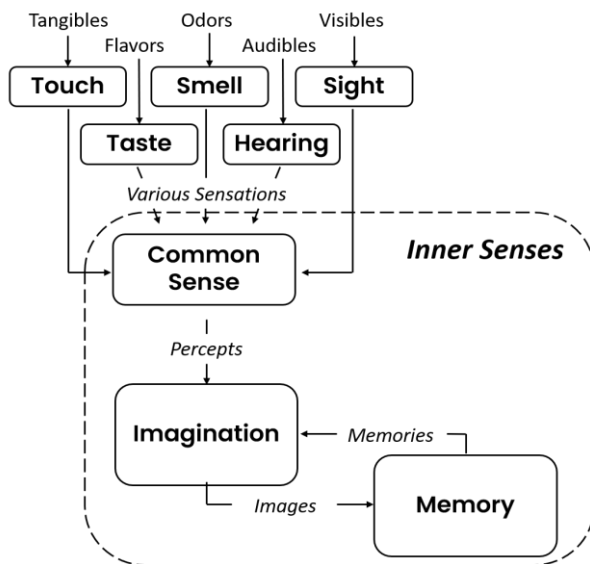 Tangibles
Odors
Visibles
Flavors
Audibles
Touch
Smell
Sight
Taste
Hearing
Various Sensations
Inner Senses
Common
Sense
Percepts
Imagination
Memories
Images
Memory